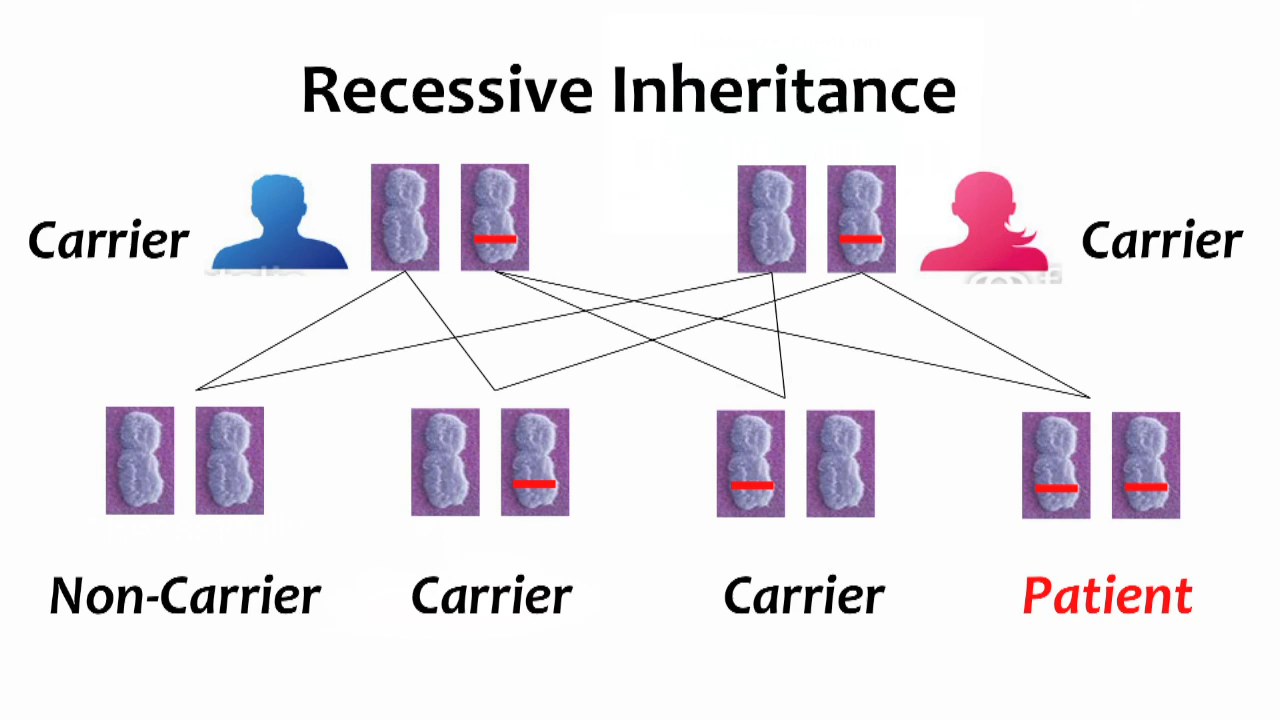 Recessive Inheritance
Carrier
Carrier
Non-Carrier
Carrier
Carrier
Patient